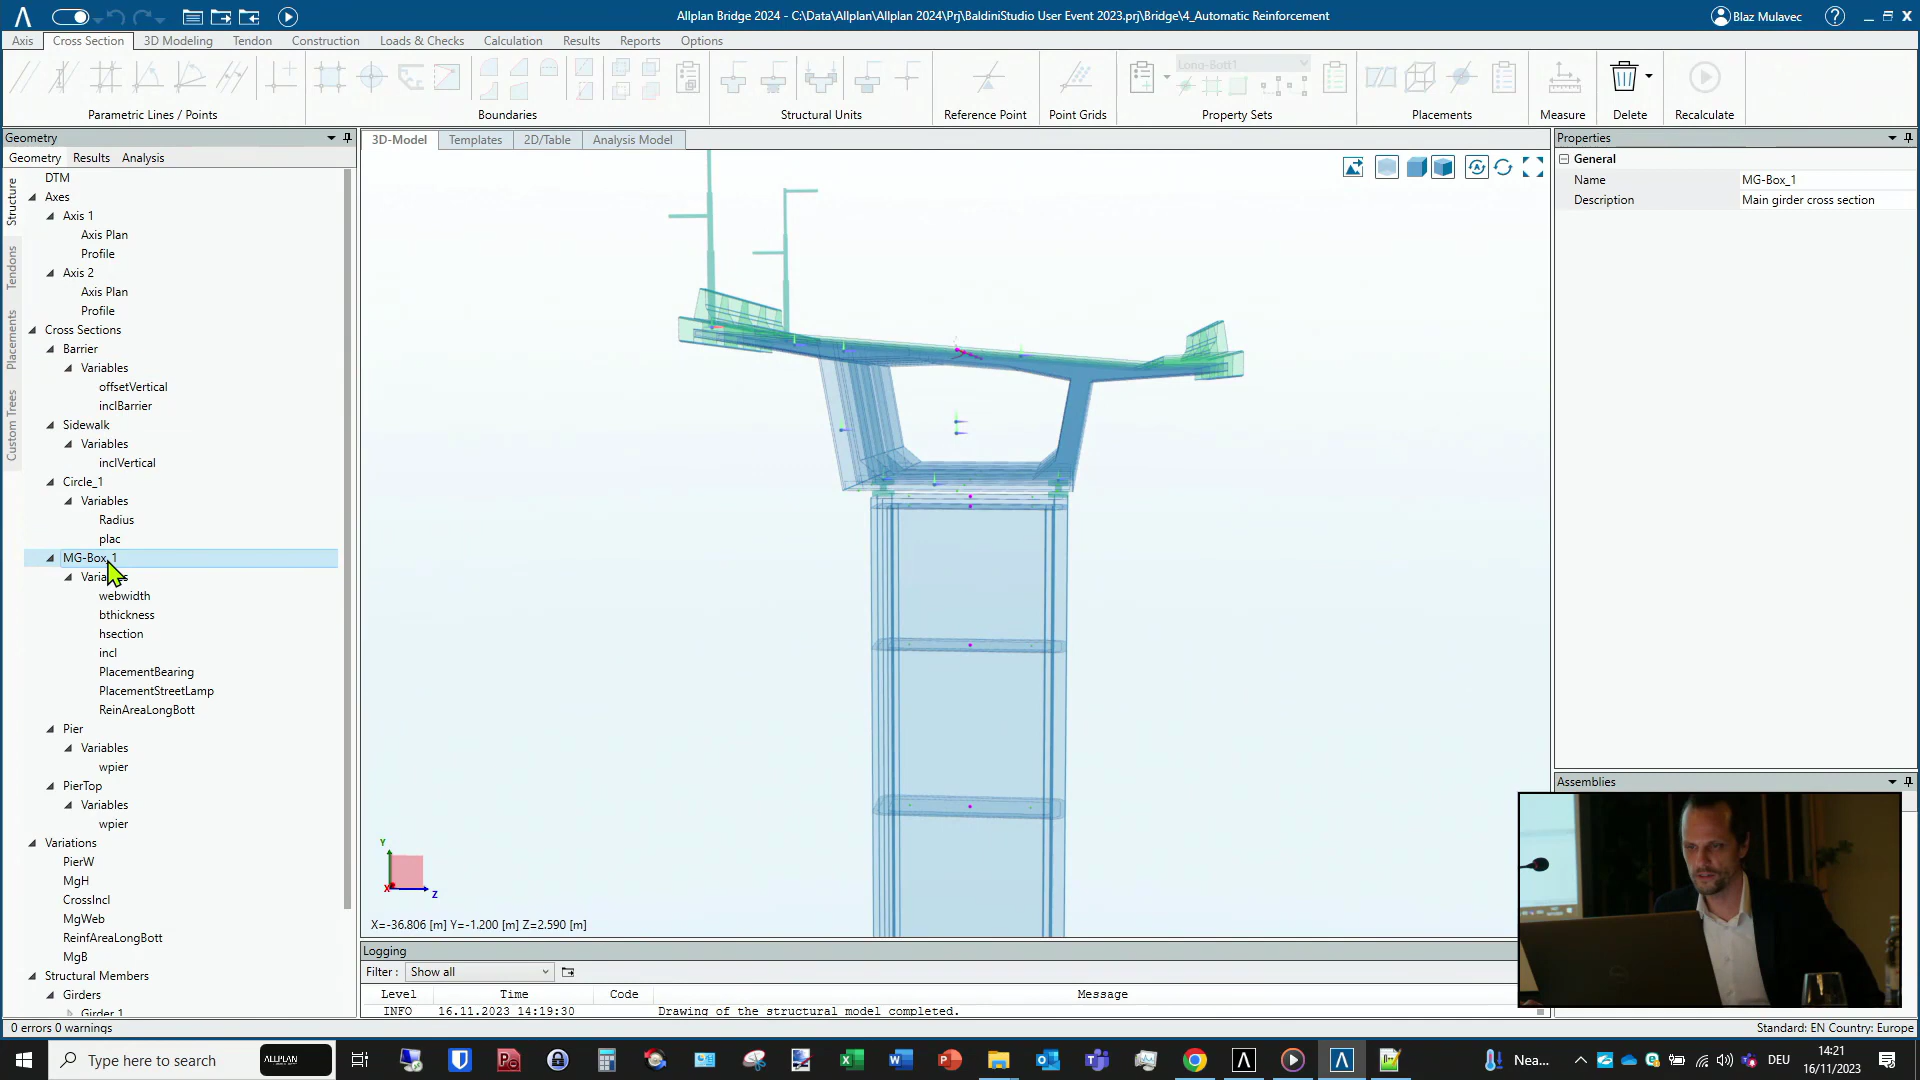 Allplan Bridge 2024 - C:\Data\Allplan\Allplan 2024\Prj\BaldiniStudio User Event 2023.prj\Bridge\4_Automatic Reinforcement
Blaz Mulavec
Axis Cross Section 3D Modeling Tendon Construction Loads & Checks Calculation Results Reports Options
Long-Bott1
Parametric Lines / Points Boundaries Structural Units Reference Point Point Grids Property Sets Placements Measure Delete Recalculate
Geometry
Geometry Results Analysis
Structure
Tendons
Placements
Custom Trees
DTM
Axes
Axis 1
Axis Plan
Profile
Axis 2
Axis Plan
Profile
Cross Sections
Barrier
Variables
offsetVertical
inclBarrier
Sidewalk
Variables
inclVertical
Circle_1
Variables
Radius
plac
MG-Box_1
Variables
webwidth
bthickness
hsection
incl
PlacementBearing
PlacementStreetLamp
ReinAreaLongBott
Pier
Variables
wpier
PierTop
Variables
wpier
Variations
PierW
MgH
CrossIncl
MgWeb
ReinfAreaLongBott
MgB
Structural Members
Girders
Girder 1
3D-Model Templates 2D/Table Analysis Model
Y
X
Z
X=-36.806 [m] Y=-1.200 [m] Z=2.590 [m]
Logging
Filter : Show all
Level Time Code Message
INFO 16.11.2023 14:19:30 Drawing of the structural model completed.
Properties
General
Name MG-Box_1
Description Main girder cross section
Assemblies
0 errors 0 warnings
Standard: EN Country: Europe
Type here to search
ALLPLAN
Nea...
DEU
14:21
16/11/2023